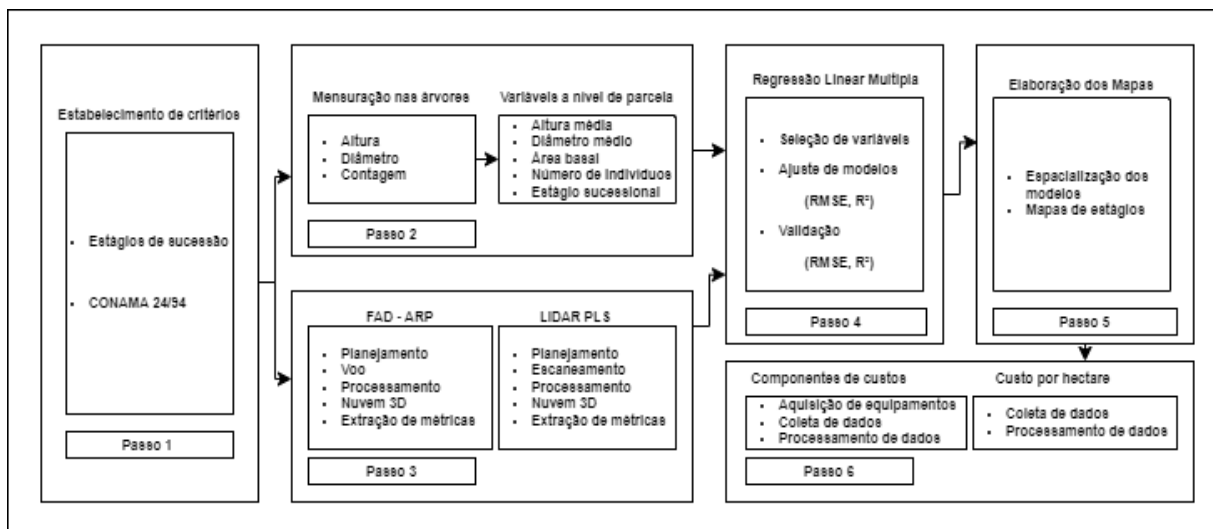 Estabelecimento de critérios
• Estágios de sucessão
• CONAMA 24/94
Passo 1
Mensuração nas árvores
• Altura
• Diâmetro
• Contagem
Variáveis a nível de parcela
• Altura média
• Diâmetro médio
• Área basal
• Número de indivíduos
• Estágio sucessional
Passo 2
FAD - ARP
• Planejamento
• Voo
• Processamento
• Nuvem 3D
• Extração de métricas
LIDAR PLS
• Planejamento
• Escaneamento
• Processamento
• Nuvem 3D
• Extração de métricas
Passo 3
Regressão Linear Multipla
• Seleção de variáveis
• Ajuste de modelos
(RMSE, R²)
• Validação
(RMSE, R²)
Passo 4
Elaboração dos Mapas
• Espacialização dos
modelos
• Mapas de estágios
Passo 5
Componentes de custos
• Aquisição de equipamentos
• Coleta de dados
• Processamento de dados
Custo por hectare
• Coleta de dados
• Processamento de dados
Passo 6